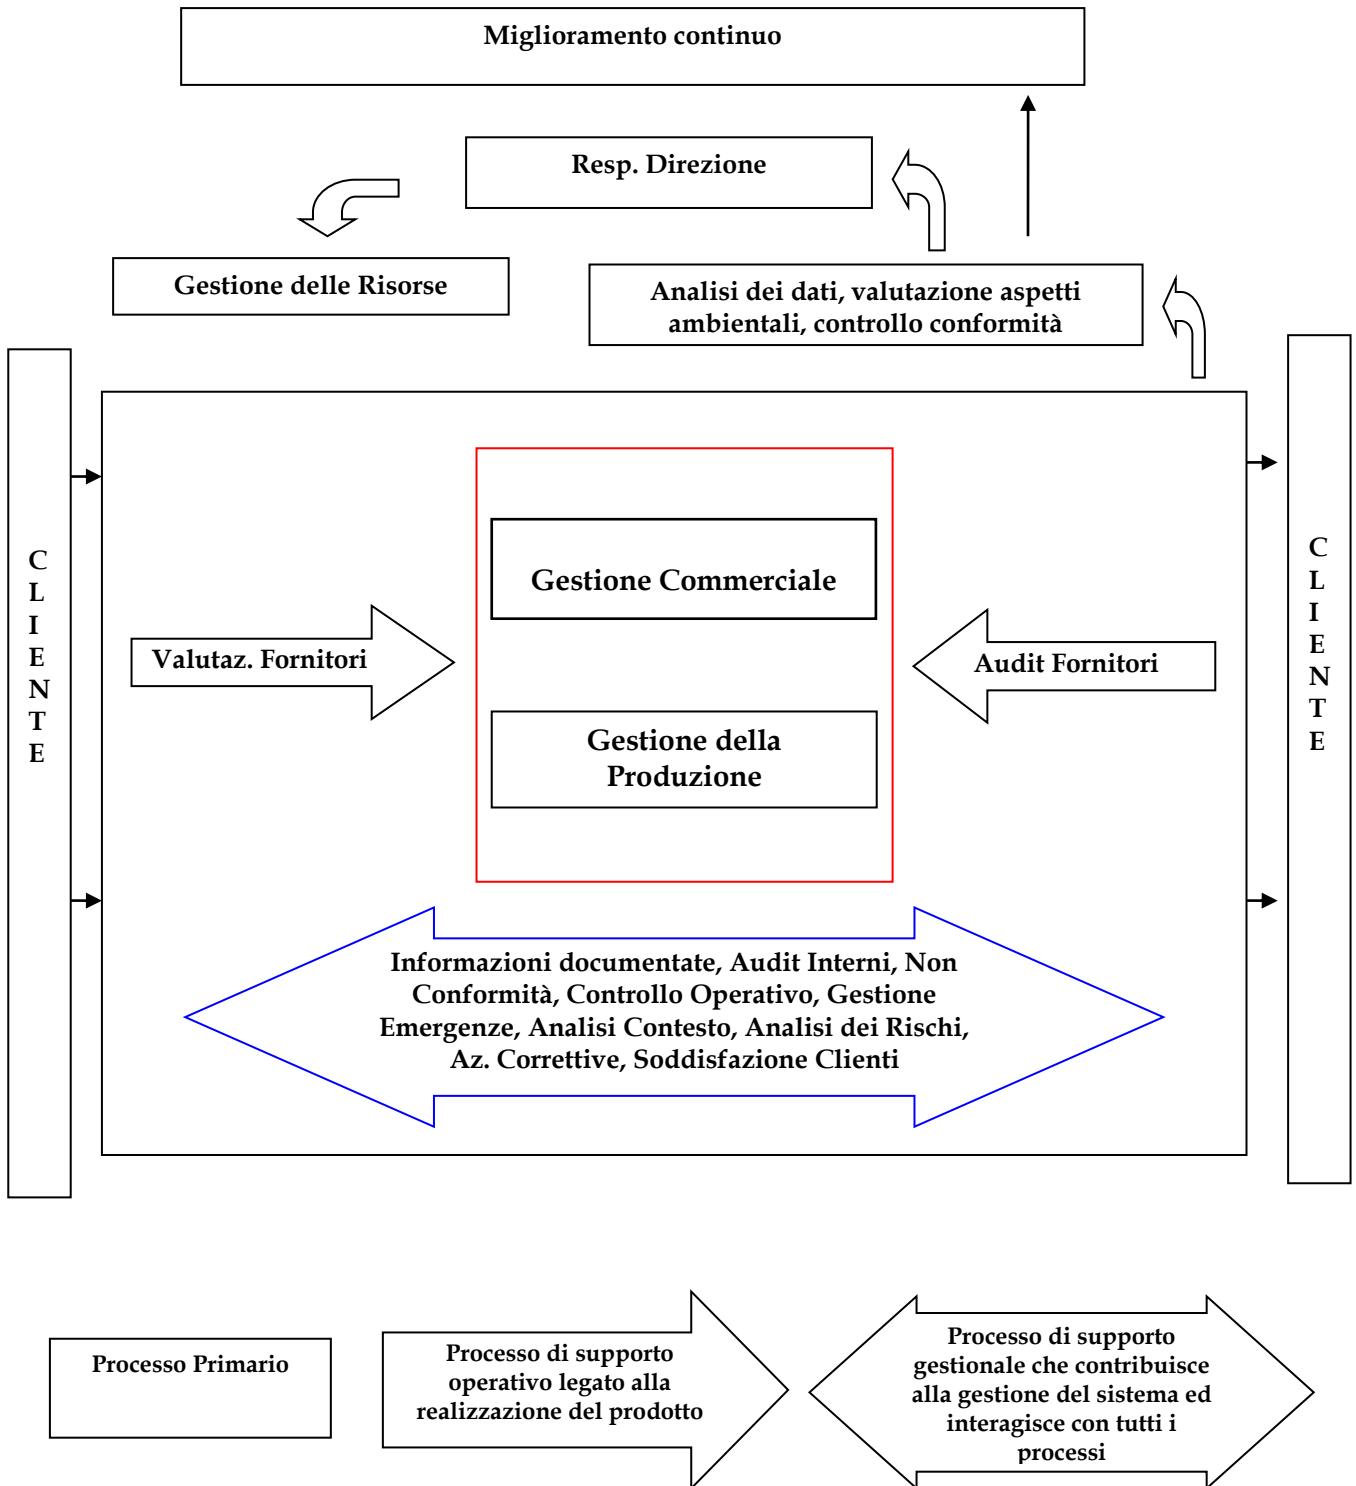 Miglioramento continuo
Resp. Direzione
Gestione delle Risorse
Analisi dei dati, valutazione aspetti
ambientali, controllo conformità
C
L
I
E
N
T
E
Gestione Commerciale
Valutaz. Fornitori
Audit Fornitori
Gestione della
Produzione
C
L
I
E
N
T
E
Informazioni documentate, Audit Interni, Non
Conformità, Controllo Operativo, Gestione
Emergenze, Analisi Contesto, Analisi dei Rischi,
Az. Correttive, Soddisfazione Clienti
Processo Primario
Processo di supporto
operativo legato alla
realizzazione del prodotto
Processo di supporto
gestionale che contribuisce
alla gestione del sistema ed
interagisce con tutti i
processi